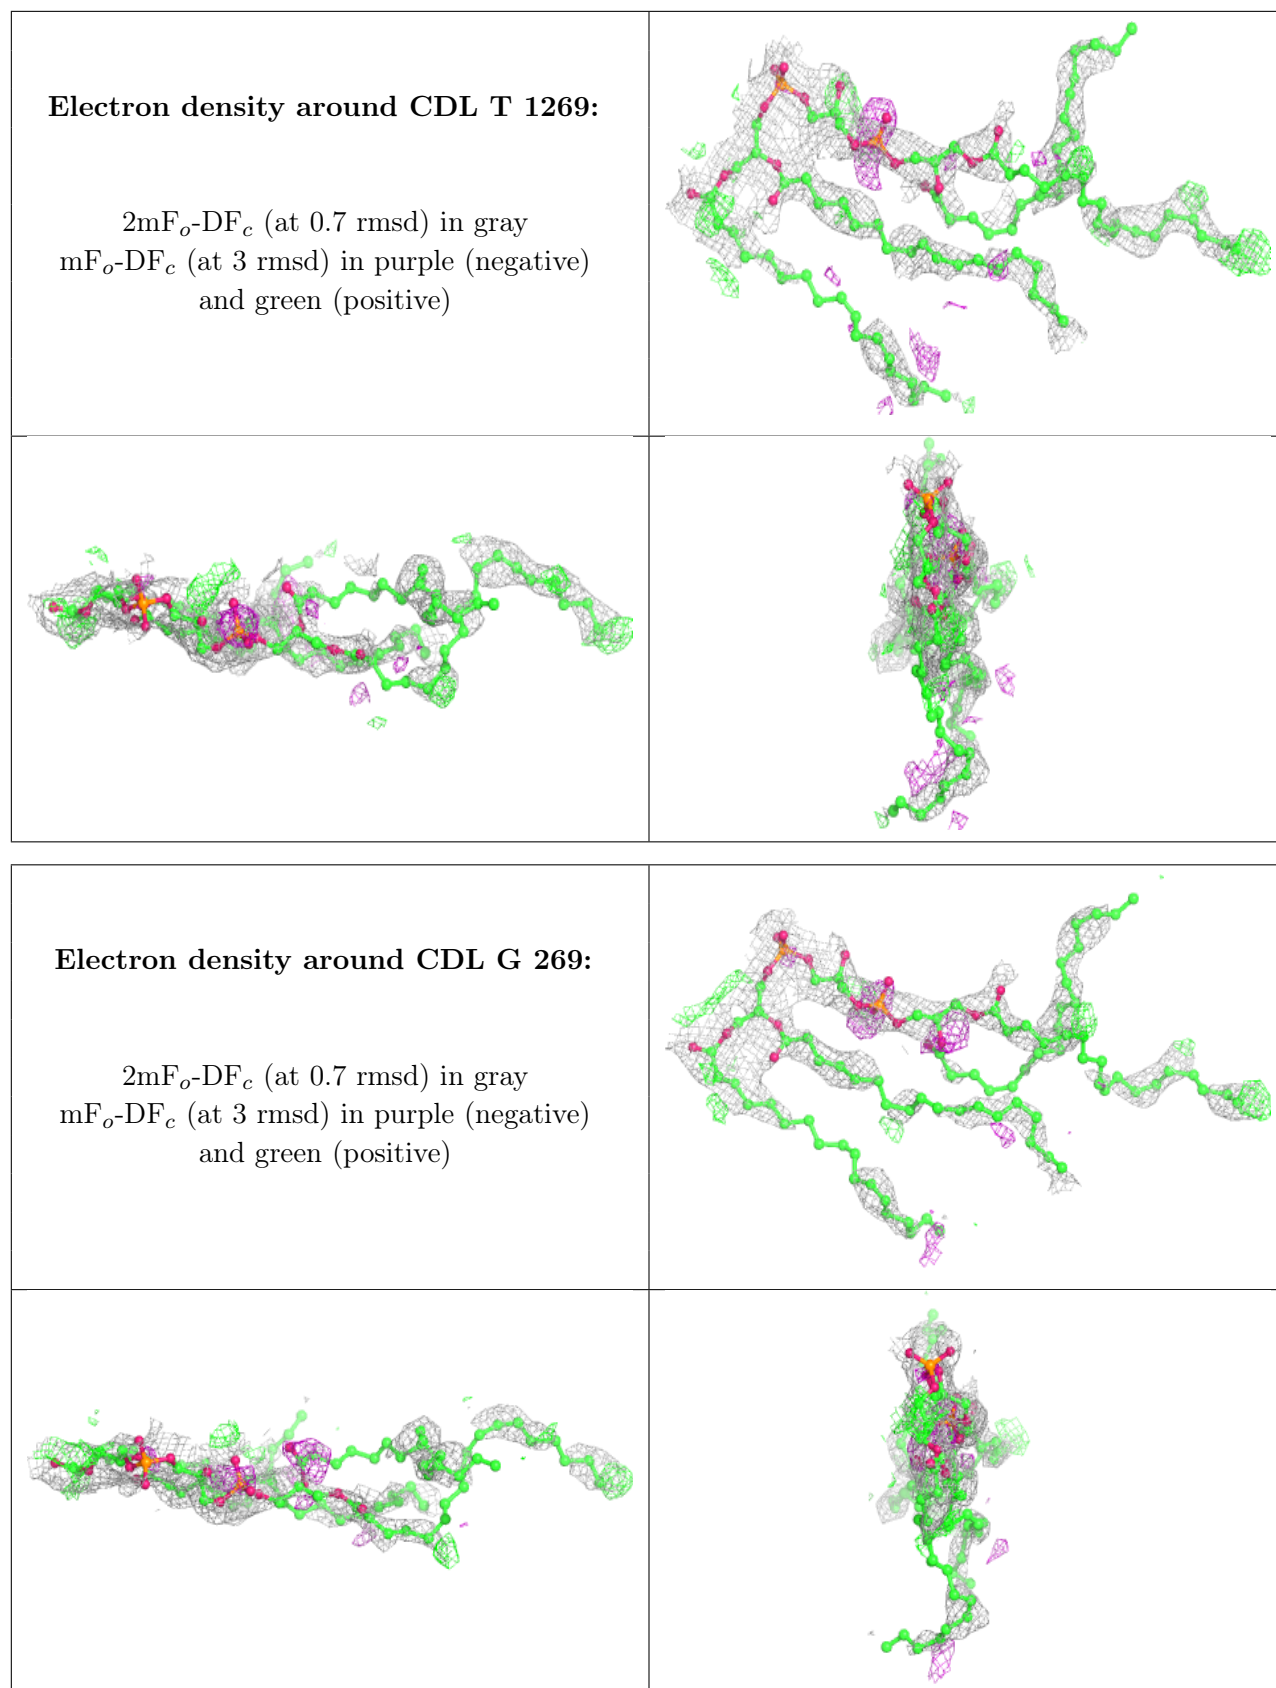 Electron density around CDL T 1269:
2mFo-DFc (at 0.7 rmsd) in gray
mFo-DFc (at 3 rmsd) in purple (negative)
and green (positive)
Electron density around CDL G 269:
2mFo-DFc (at 0.7 rmsd) in gray
mFo-DFc (at 3 rmsd) in purple (negative)
and green (positive)